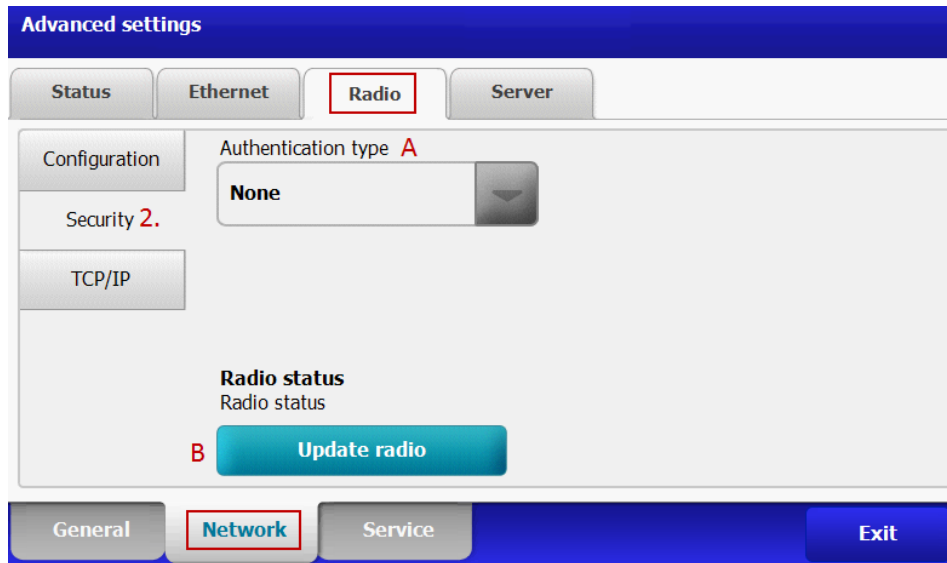 Advanced settings
Status Ethernet Radio Server
Configuration
Authentication type A
None
Security 2.
TCP/IP
Radio status
Radio status
B Update radio
General Network Service Exit